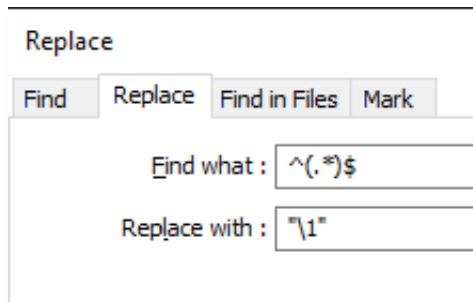 Replace
Find Replace Find in Files Mark
Find what : ^(.*)$
Replace with : "\1"